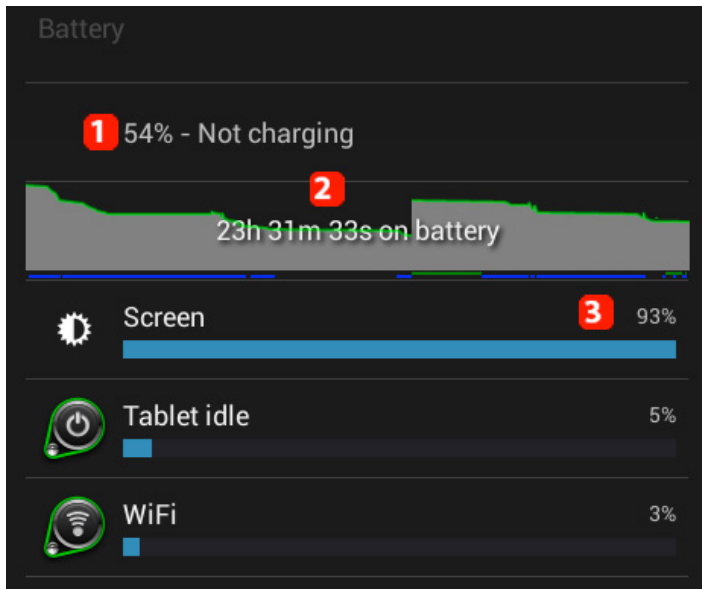 Battery
1 54% - Not charging
2
23h 31m 33s on battery
Screen 3 93%
Tablet idle 5%
WiFi 3%